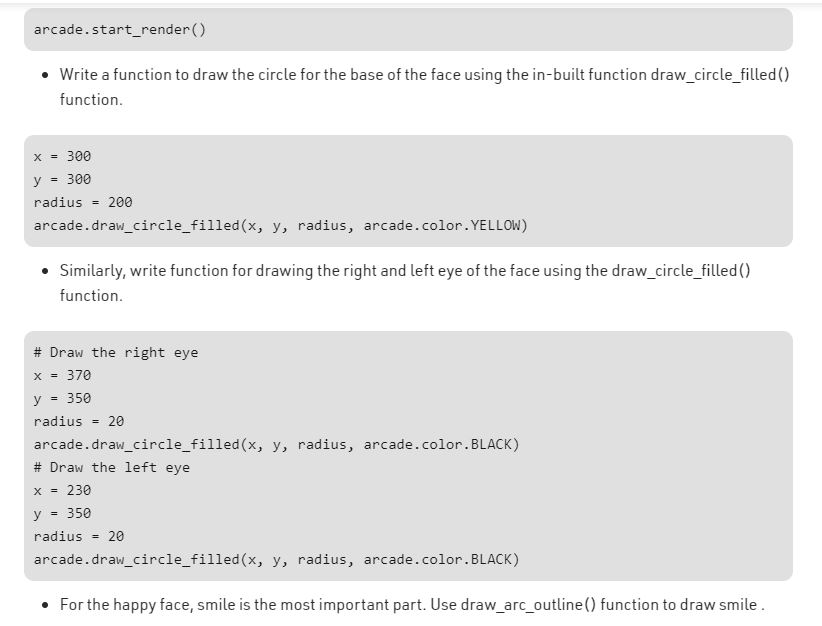 arcade.start_render()
• Write a function to draw the circle for the base of the face using the in-built function draw_circle_filled()
function.
x = 300
y = 300
radius = 200
arcade.draw_circle_filled(x, y, radius, arcade.color.YELLOW)
• Similarly, write function for drawing the right and left eye of the face using the draw_circle_filled()
function.
# Draw the right eye
x = 370
y = 350
radius = 20
arcade.draw_circle_filled(x, y, radius, arcade.color.BLACK)
# Draw the left eye
x = 230
y = 350
radius = 20
arcade.draw_circle_filled(x, y, radius, arcade.color.BLACK)
• For the happy face, smile is the most important part. Use draw_arc_outline() function to draw smile .